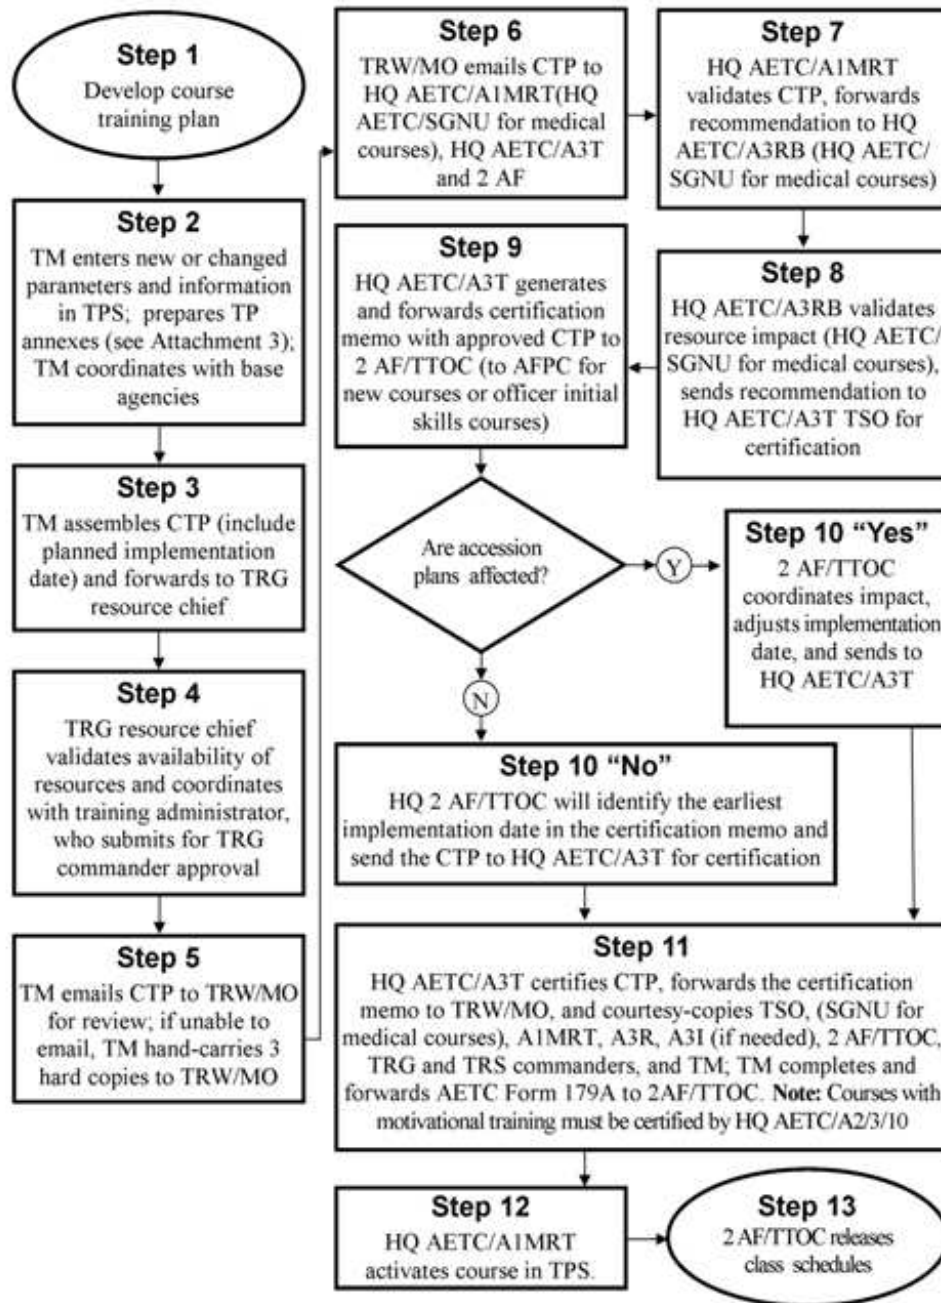 Step 1
Develop course
training plan
Step 2
TM enters new or changed
parameters and information
in TPS; prepares TP
annexes (see Attachment 3);
TM coordinates with base
agencies
Step 3
TM assembles CTP (include
planned implementation
date) and forwards to TRG
resource chief
Step 4
TRG resource chief
validates availability of
resources and coordinates
with training administrator,
who submits for TRG
commander approval
Step 5
TM emails CTP to TRW/MO
for review; if unable to
email, TM hand-carries 3
hard copies to TRW/MO
Step 6
TRW/MO emails CTP to
HQ AETC/A1MRT(HQ
AETC/SGNU for medical
courses), HQ AETC/A3T
and 2 AF
Step 7
HQ AETC/A1MRT
validates CTP, forwards
recommendation to HQ
AETC/A3RB (HQ AETC/
SGNU for medical courses)
Step 8
HQ AETC/A3RB validates
resource impact (HQ AETC/
SGNU for medical courses),
sends recommendation to
HQ AETC/A3T TSO for
certification
Step 9
HQ AETC/A3T generates
and forwards certification
memo with approved CTP to
2 AF/TTOC (to AFPC for
new courses or officer initial
skills courses)
Are accession
plans affected?
Y
N
Step 10 “Yes”
2 AF/TTOC
coordinates impact,
adjusts implementation
date, and sends to
HQ AETC/A3T
Step 10 “No”
HQ 2 AF/TTOC will identify the earliest
implementation date in the certification memo and
send the CTP to HQ AETC/A3T for certification
Step 11
HQ AETC/A3T certifies CTP, forwards the certification
memo to TRW/MO, and courtesy-copies TSO, (SGNU for
medical courses), A1MRT, A3R, A3I (if needed), 2 AF/TTOC,
TRG and TRS commanders, and TM; TM completes and
forwards AETC Form 179A to 2AF/TTOC. Note: Courses with
motivational training must be certified by HQ AETC/A2/3/10
Step 12
HQ AETC/A1MRT
activates course in TPS.
Step 13
2 AF/TTOC releases
class schedules